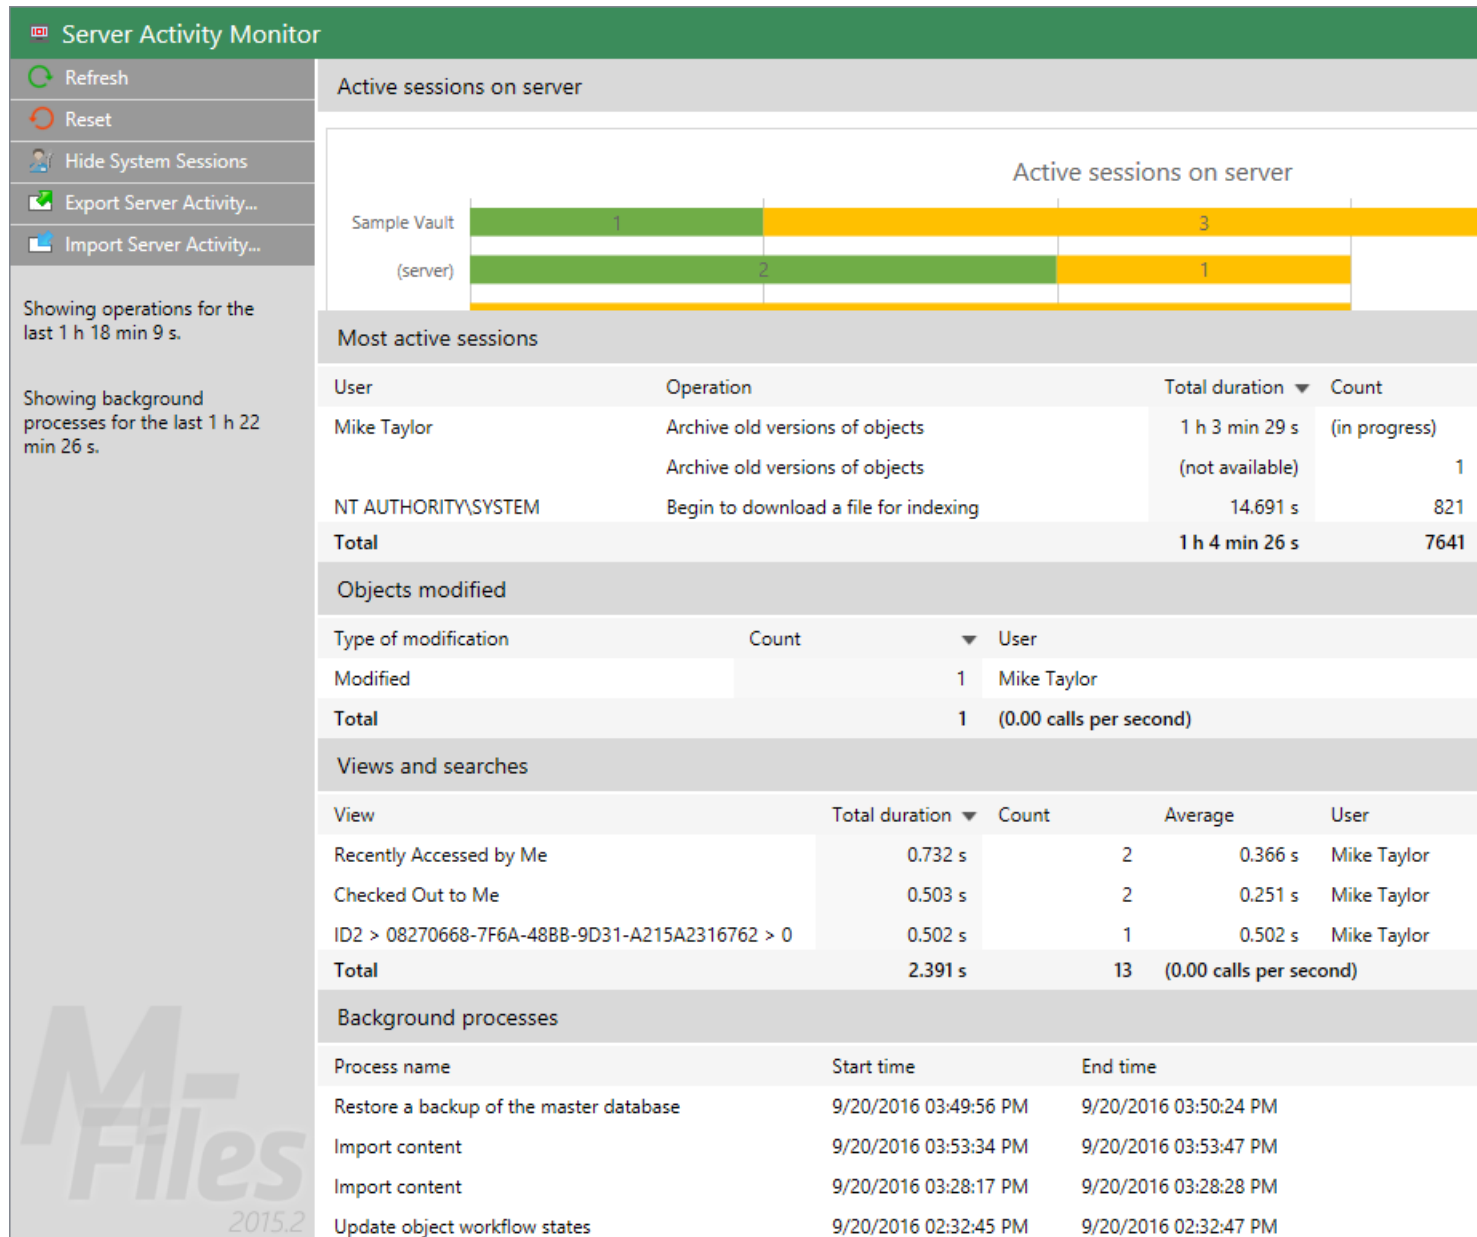 Server Activity Monitor
Refresh
Reset
Hide System Sessions
Export Server Activity...
Import Server Activity...
Showing operations for the
last 1 h 18 min 9 s.
Showing background
processes for the last 1 h 22
min 26 s.
M-
Files
2015.2
Active sessions on server
Active sessions on server
Sample Vault 1 3
(server) 2 1
Most active sessions
User Operation Total duration Count
Mike Taylor Archive old versions of objects 1 h 3 min 29 s (in progress)
Archive old versions of objects (not available) 1
NT AUTHORITY\SYSTEM Begin to download a file for indexing 14.691 s 821
Total 1 h 4 min 26 s 7641
Objects modified
Type of modification Count User
Modified 1 Mike Taylor
Total 1 (0.00 calls per second)
Views and searches
View Total duration Count Average User
Recently Accessed by Me 0.732 s 2 0.366 s Mike Taylor
Checked Out to Me 0.503 s 2 0.251 s Mike Taylor
ID2 > 08270668-7F6A-48BB-9D31-A215A2316762 > 0 0.502 s 1 0.502 s Mike Taylor
Total 2.391 s 13 (0.00 calls per second)
Background processes
Process name Start time End time
Restore a backup of the master database 9/20/2016 03:49:56 PM 9/20/2016 03:50:24 PM
Import content 9/20/2016 03:53:34 PM 9/20/2016 03:53:47 PM
Import content 9/20/2016 03:28:17 PM 9/20/2016 03:28:28 PM
Update object workflow states 9/20/2016 02:32:45 PM 9/20/2016 02:32:47 PM